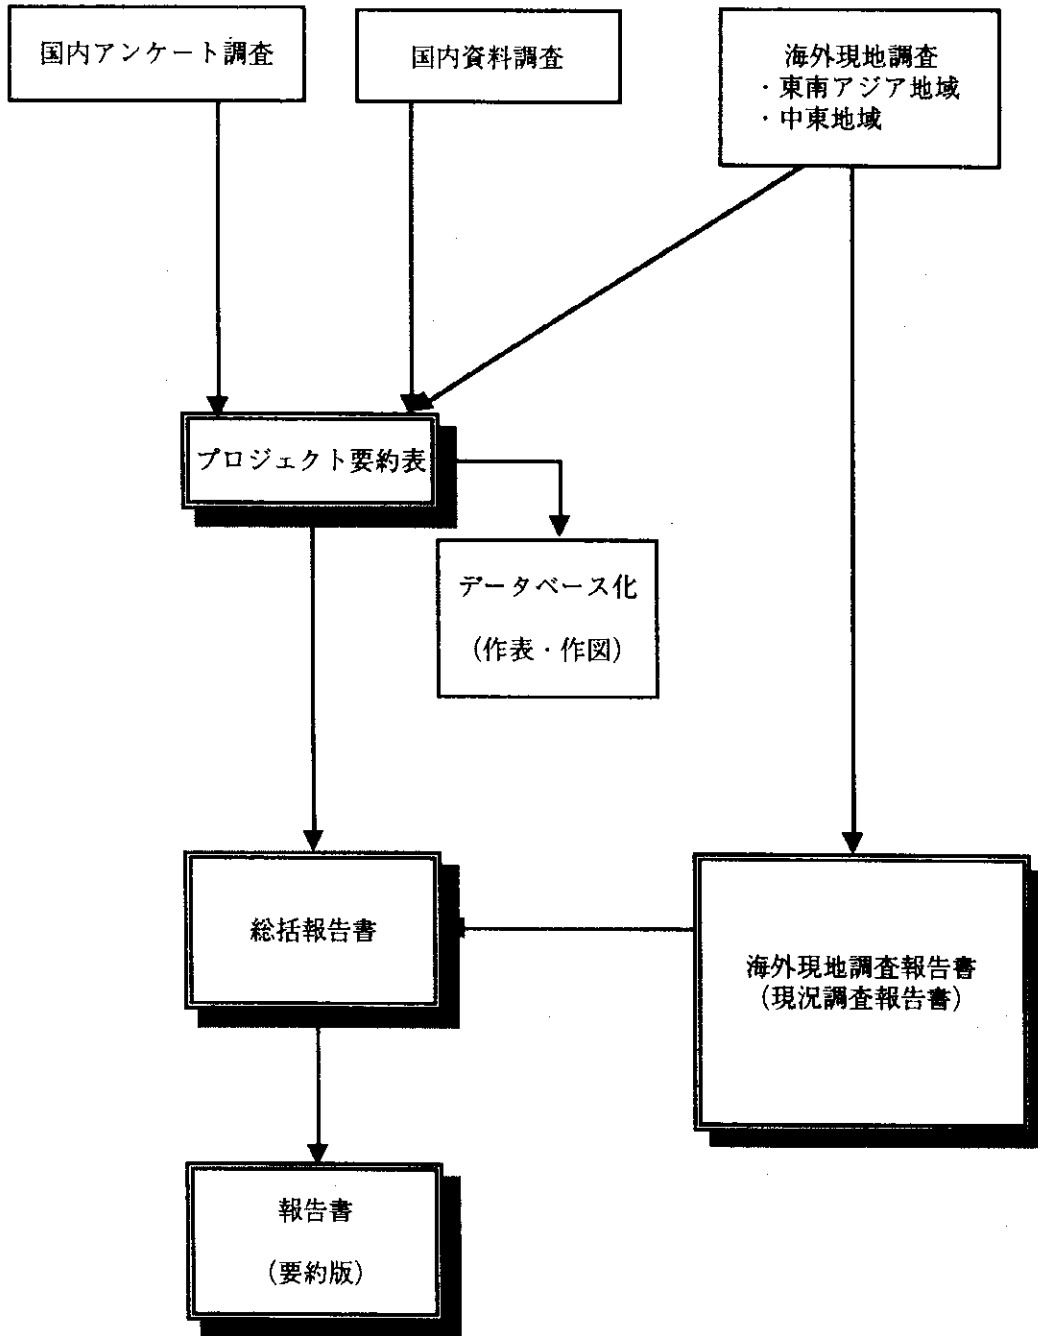 国内アンケート調査
国内資料調査
海外現地調査
・東南アジア地域
・中東地域
プロジェクト要約表
データベース化
(作表・作図)
総括報告書
海外現地調査報告書
(現況調査報告書)
報告書
(要約版)